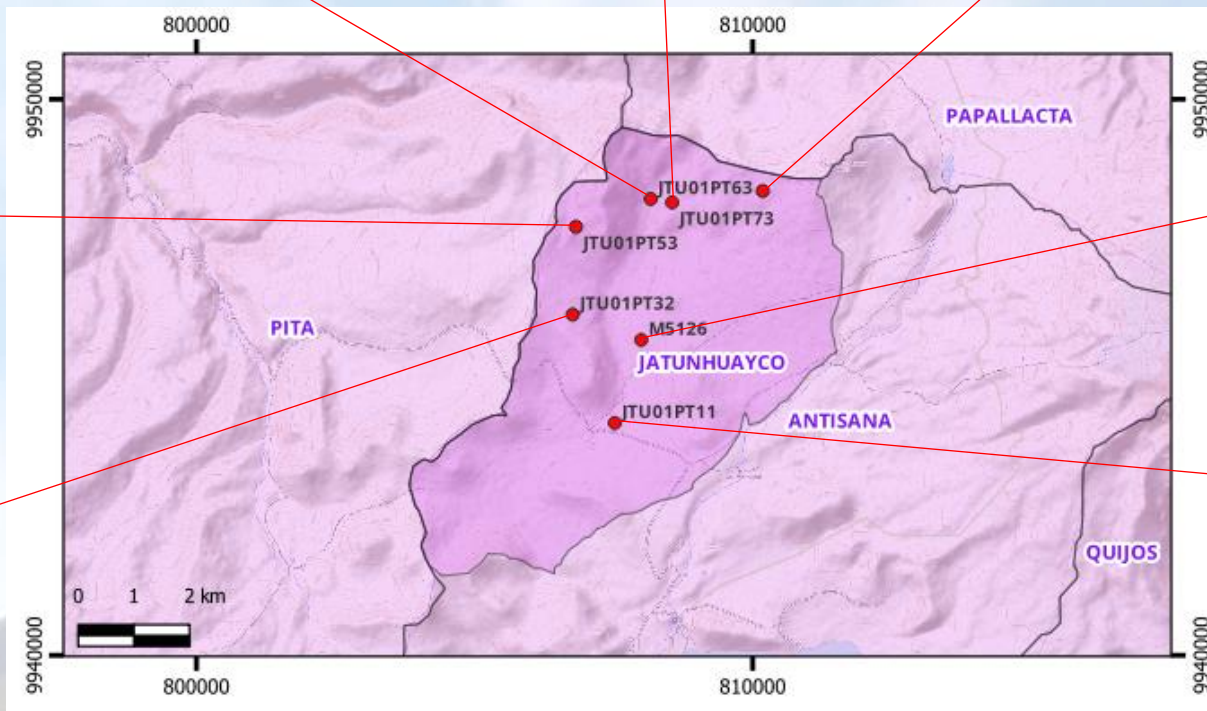 800000
810000
9950000
9950000
PAPALLACTA
JTU01PT63
JTU01PT73
JTU01PT53
JTU01PT32
PITA
M5126
JATUNHUAYCO
JTU01PT11
ANTISANA
QUIJOS
0 1 2 km
9940000
9940000
800000
810000